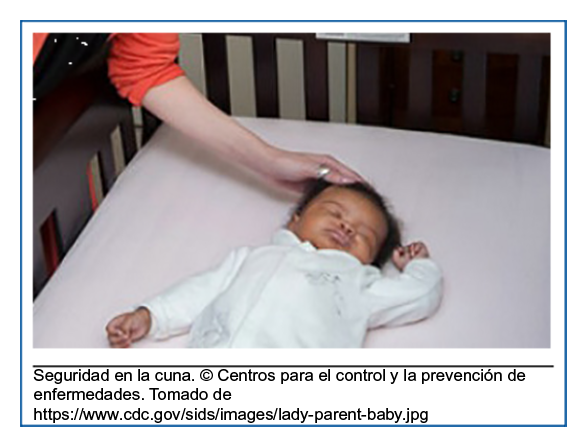 Seguridad en la cuna. © Centros para el control y la prevención de
enfermedades. Tomado de
https://www.cdc.gov/sids/images/lady-parent-baby.jpg